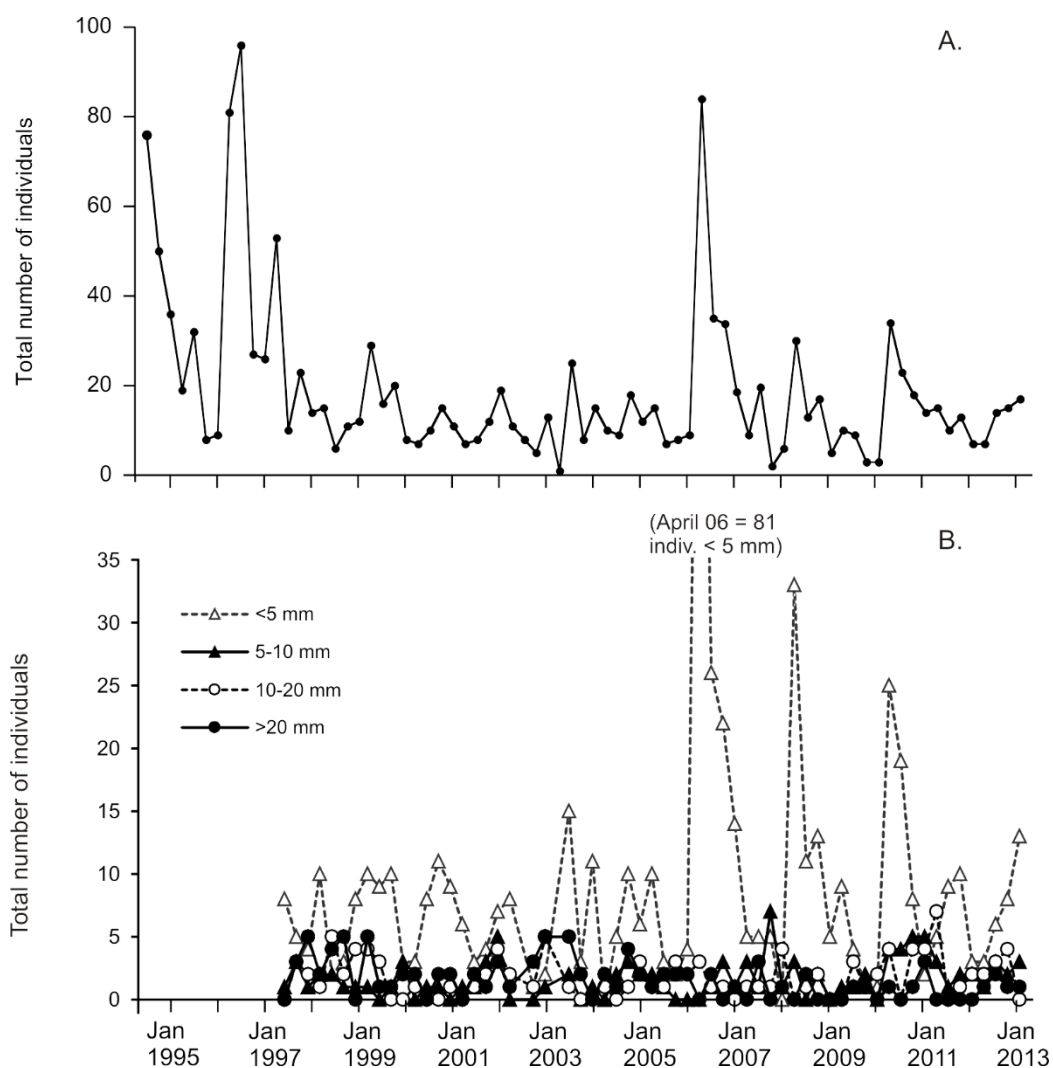 A.
Total number of individuals
100
80
60
40
20
0
(April 06 = 81
indiv. < 5 mm)
B.
Total number of individuals
35
30
25
20
15
10
5
0
<5 mm
5-10 mm
10-20 mm
>20 mm
Jan Jan Jan Jan Jan Jan Jan Jan Jan Jan
1995 1997 1999 2001 2003 2005 2007 2009 2011 2013